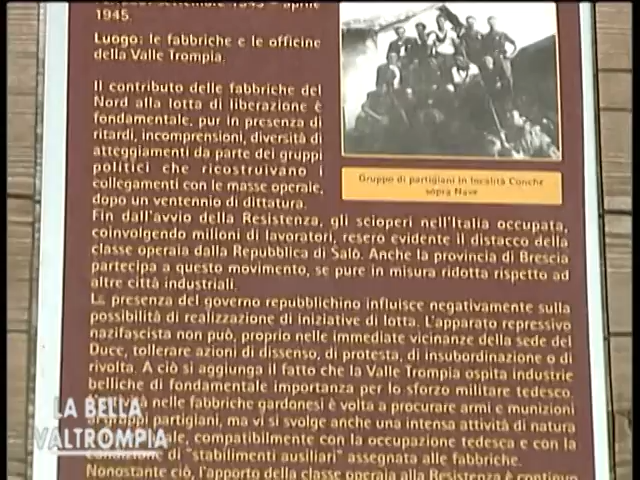 settembre 1943 - aprile
1945.
Luogo: le fabbriche e le officine
della Valle Trompia.
Il contributo delle fabbriche del
Nord alla lotta di liberazione è
fondamentale, pur in presenza di
ritardi, incomprensioni, diversità di
atteggiamenti da parte dei gruppi
politici che ricostruivano i
collegamenti con le masse operaie,
dopo un ventennio di dittatura.
Gruppo di partigiani in località Conche
sopra Nave
Fin dall'avvio della Resistenza, gli scioperi nell'Italia occupata,
coinvolgendo milioni di lavoratori, resero evidente il distacco della
classe operaia dalla Repubblica di Salò. Anche la provincia di Brescia
partecipa a questo movimento, se pure in misura ridotta rispetto ad
altre città industriali.
La presenza del governo repubblichino influisce negativamente sulla
possibilità di realizzazione di iniziative di lotta. L'apparato repressivo
nazifascista non può, proprio nelle immediate vicinanze della sede del
Duce, tollerare azioni di dissenso, di protesta, di insubordinazione o di
rivolta. A ciò si aggiunga il fatto che la Valle Trompia ospita industrie
belliche di fondamentale importanza per lo sforzo militare tedesco.
nelle fabbriche gardonesi è volta a procurare armi e munizioni
partigiani, ma vi si svolge anche una intensa attività di natura
compatibilmente con la occupazione tedesca e con la
condizione di "stabilimenti ausiliari" assegnata alle fabbriche.
Nonostante ciò, l'apporto della classe operaia alla Resistenza è continuo
LA BELLA
VALTROMPIA